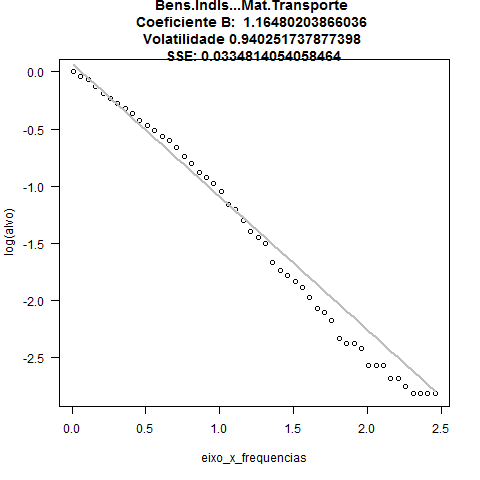 Bens.Indis...Mat.Transporte
Coeficiente B:  1.16480203866036
Volatilidade 0.940251737877398
SSE: 0.0334814054058464
0.0
-0.5
-1.0
-1.5
-2.0
-2.5
log(alvo)
0.0 0.5 1.0 1.5 2.0 2.5
eixo_x_frequencias